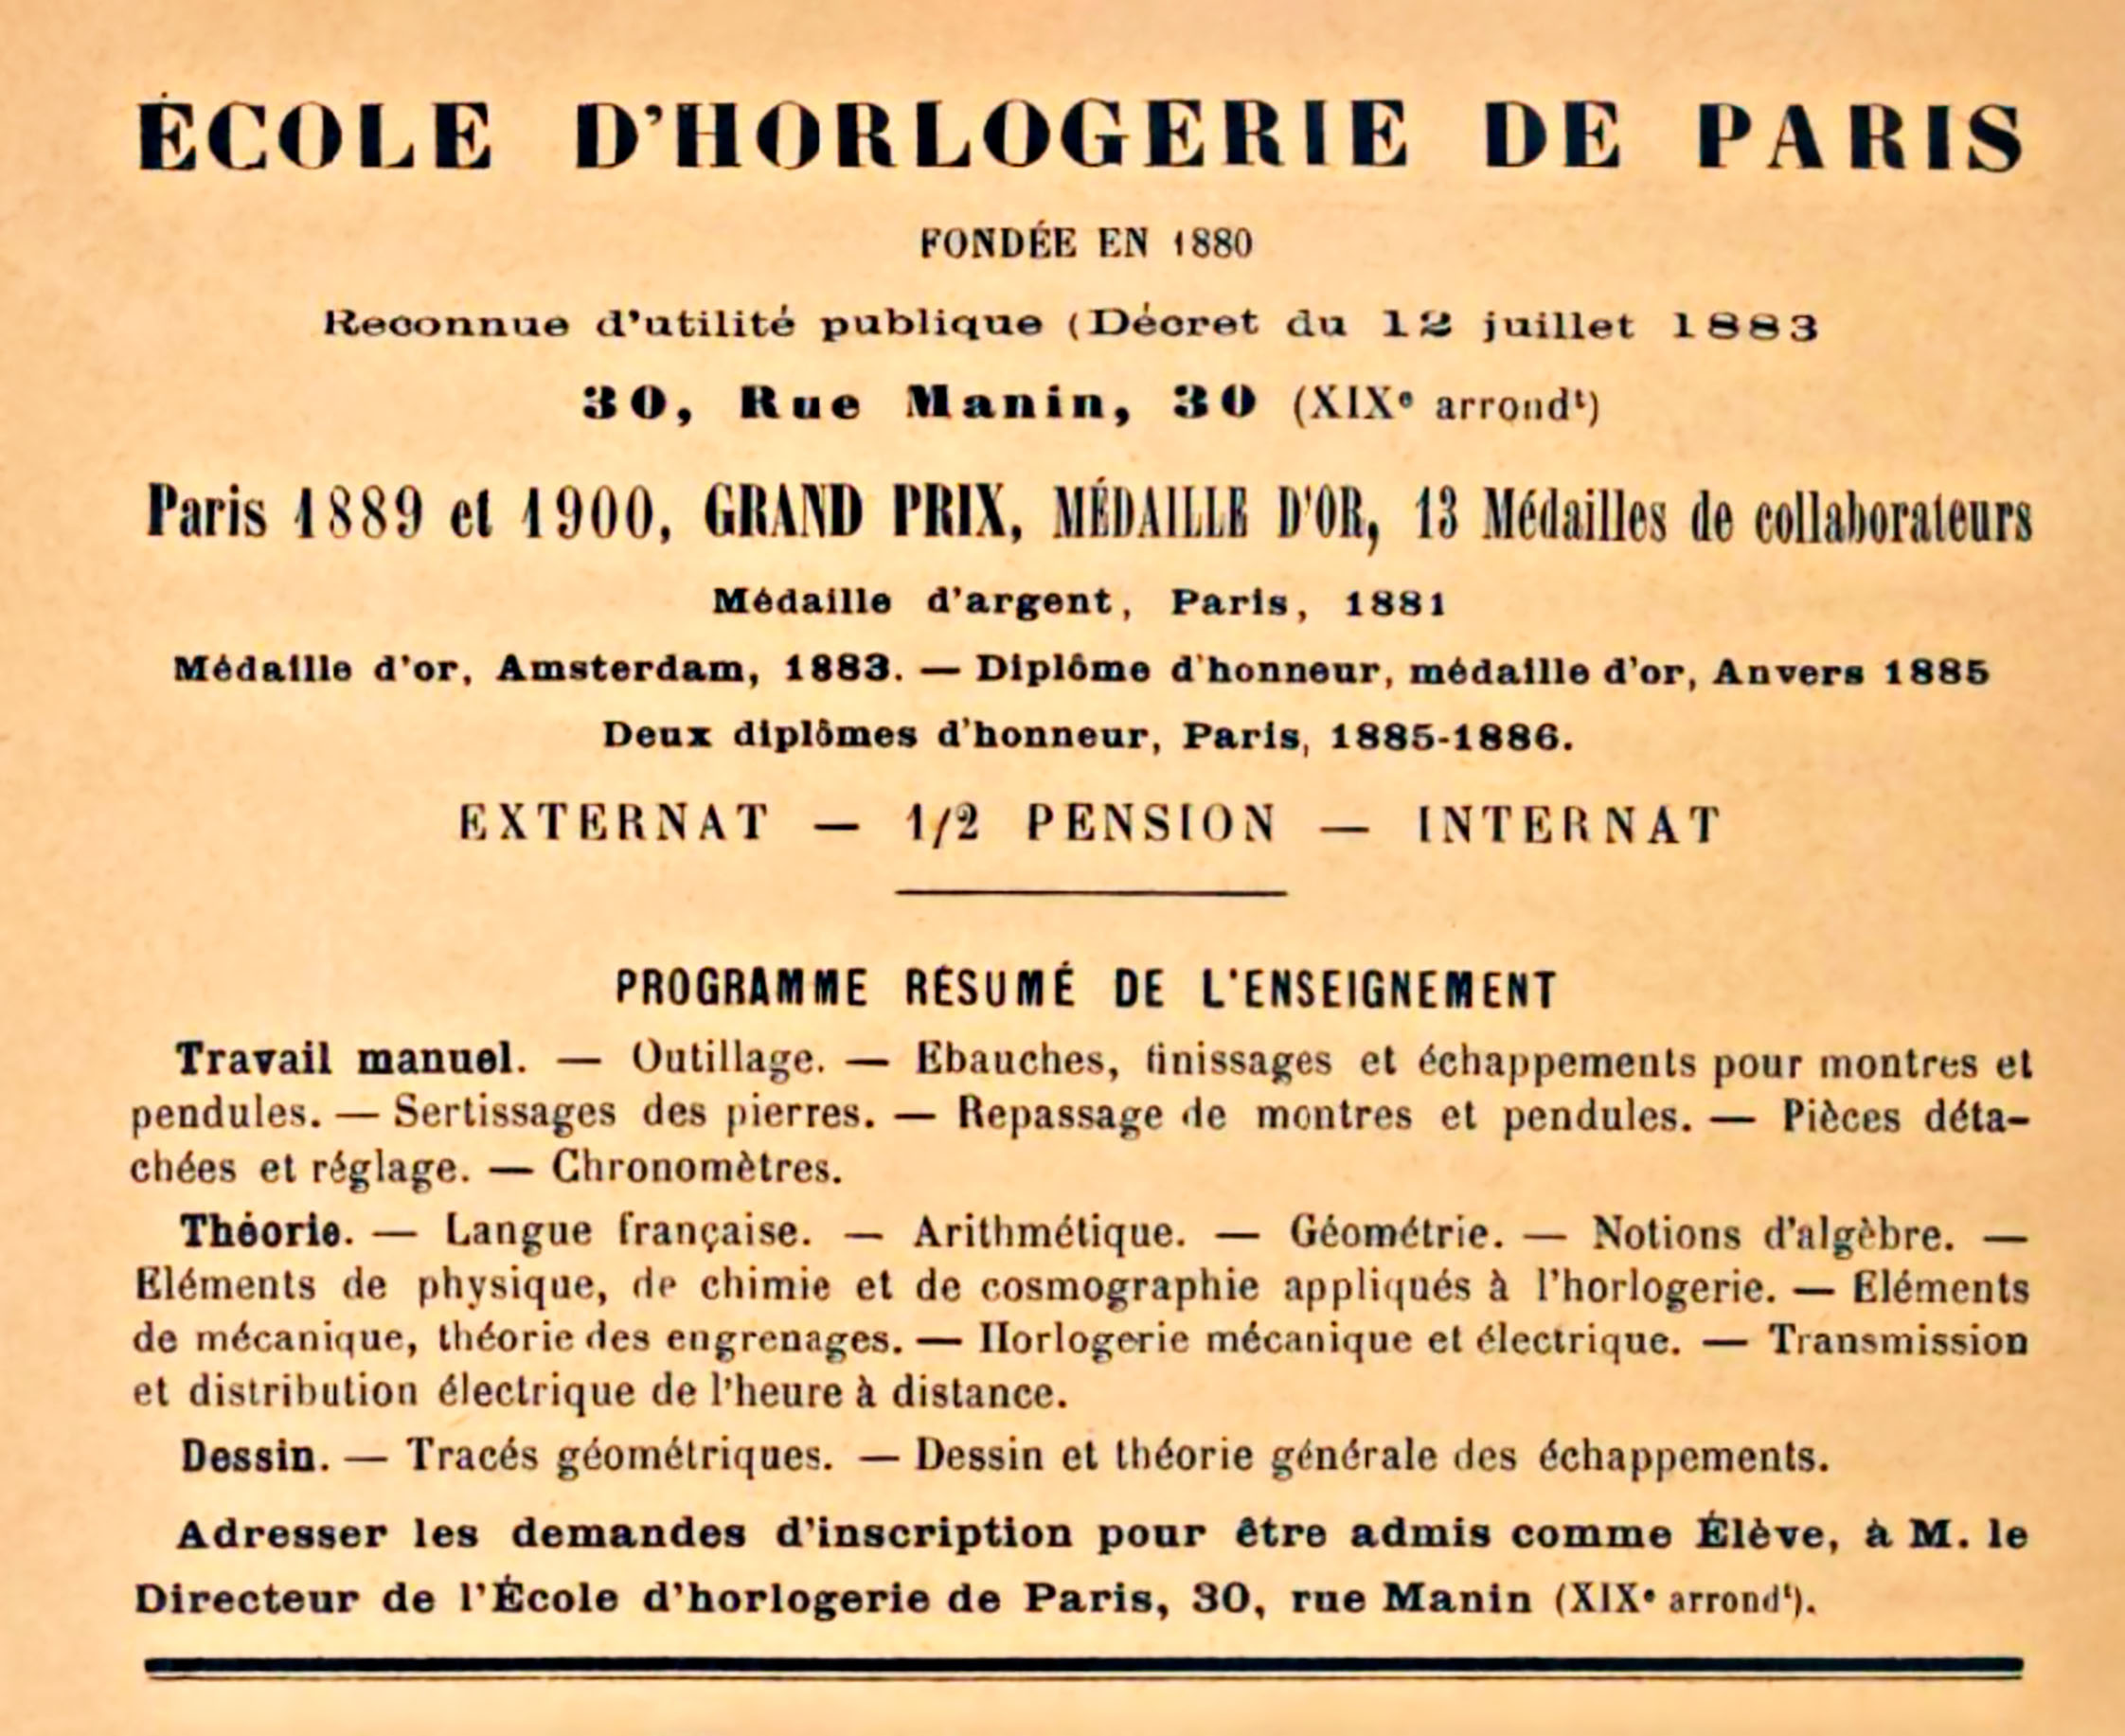 ÉCOLE D'HORLOGERIE DE PARIS
FONDÉE EN 1880
Reconnue d'utilité publique (Décret du 12 juillet 1883
30, Rue Manin, 30 (XIXe arrondt)
Paris 1889 et 1900, GRAND PRIX, MÉDAILLE D'OR, 13 Médailles de collaborateurs
Médaille d'argent, Paris, 1881
Médaille d'or, Amsterdam, 1883. — Diplôme d'honneur, médaille d'or, Anvers 1885
Deux diplômes d'honneur, Paris, 1885-1886.
EXTERNAT — 1/2 PENSION — INTERNAT
PROGRAMME RÉSUMÉ DE L'ENSEIGNEMENT
Travail manuel. — Outillage. — Ebauches, finissages et échappements pour montres et
pendules. — Sertissages des pierres. — Repassage de montres et pendules. — Pièces déta-
chées et réglage. — Chronomètres.
Théorie. — Langue française. — Arithmétique. — Géométrie. — Notions d'algèbre. —
Eléments de physique, de chimie et de cosmographie appliqués à l'horlogerie. — Eléments
de mécanique, théorie des engrenages. — Horlogerie mécanique et électrique. — Transmission
et distribution électrique de l'heure à distance.
Dessin. — Tracés géométriques. — Dessin et théorie générale des échappements.
Adresser les demandes d'inscription pour être admis comme Élève, à M. le
Directeur de l'École d'horlogerie de Paris, 30, rue Manin (XIXe arrondt).